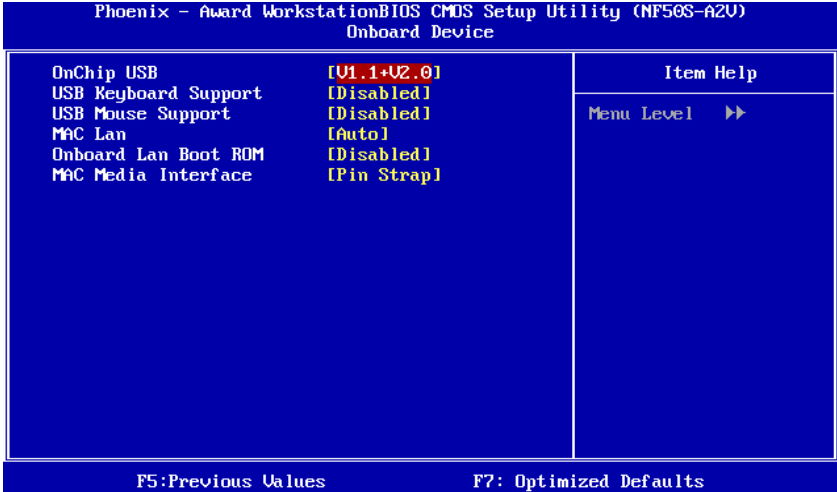 Phoenix - Award WorkstationBIOS CMOS Setup Utility (NF50S-A2V)
Onboard Device
OnChip USB [V1.1+V2.0]
USB Keyboard Support [Disabled]
USB Mouse Support [Disabled]
MAC Lan [Auto]
Onboard Lan Boot ROM [Disabled]
MAC Media Interface [Pin Strap]
Item Help
Menu Level ▶▶
F5:Previous Values F7: Optimized Defaults